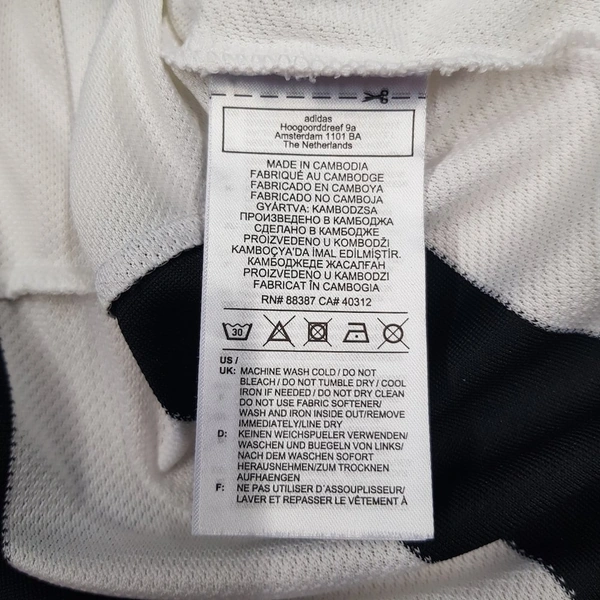 adidas
Hoogoorddreef 9a
Amsterdam 1101 BA
The Netherlands
MADE IN CAMBODIA
FABRIQUÉ AU CAMBODGE
FABRICADO EN CAMBOYA
FABRICADO NO CAMBOJA
GYÁRTVA: KAMBODZSA
ПРОИЗВЕДЕНО В КАМБОДЖА
СДЕЛАНО В КАМБОДЖЕ
PROIZVEDENO U KOMBODŽI
KAMBOÇYA'DA İMAL EDİLMİŞTİR.
КАМБОДЖЕДЕ ЖАСАЛҒАН
PROIZVEDENO U KAMBODŽI
FABRICAT ÎN CAMBOGIA
RN# 88387 CA# 40312
30
US /
UK: MACHINE WASH COLD / DO NOT
BLEACH / DO NOT TUMBLE DRY / COOL
IRON IF NEEDED / DO NOT DRY CLEAN
DO NOT USE FABRIC SOFTENER/
WASH AND IRON INSIDE OUT/REMOVE
IMMEDIATELY/LINE DRY
D: KEINEN WEICHSPUELER VERWENDEN/
WASCHEN UND BUEGELN VON LINKS/
NACH DEM WASCHEN SOFORT
HERAUSNEHMEN/ZUM TROCKNEN
AUFHAENGEN
F: NE PAS UTILISER D'ASSOUPLISSEUR/
LAVER ET REPASSER LE VÊTEMENT À